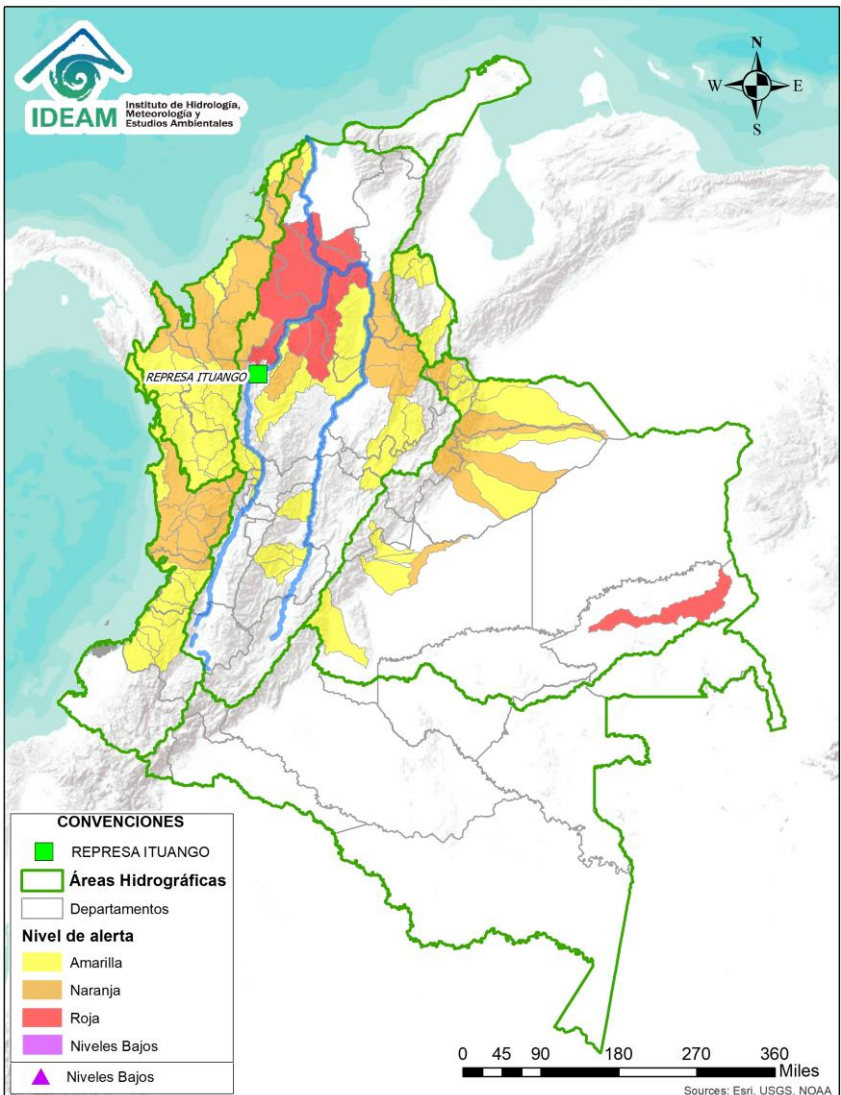 IDEAM
Instituto de Hidrología,
Meteorología y
Estudios Ambientales
N
W
E
S
REPRESA ITUANGO
CONVENCIONES
REPRESA ITUANGO
Áreas Hidrográficas
Departamentos
Nivel de alerta
Amarilla
Naranja
Roja
Niveles Bajos
Niveles Bajos
0 45 90 180 270 360
Miles
Sources: Esri, USGS, NOAA